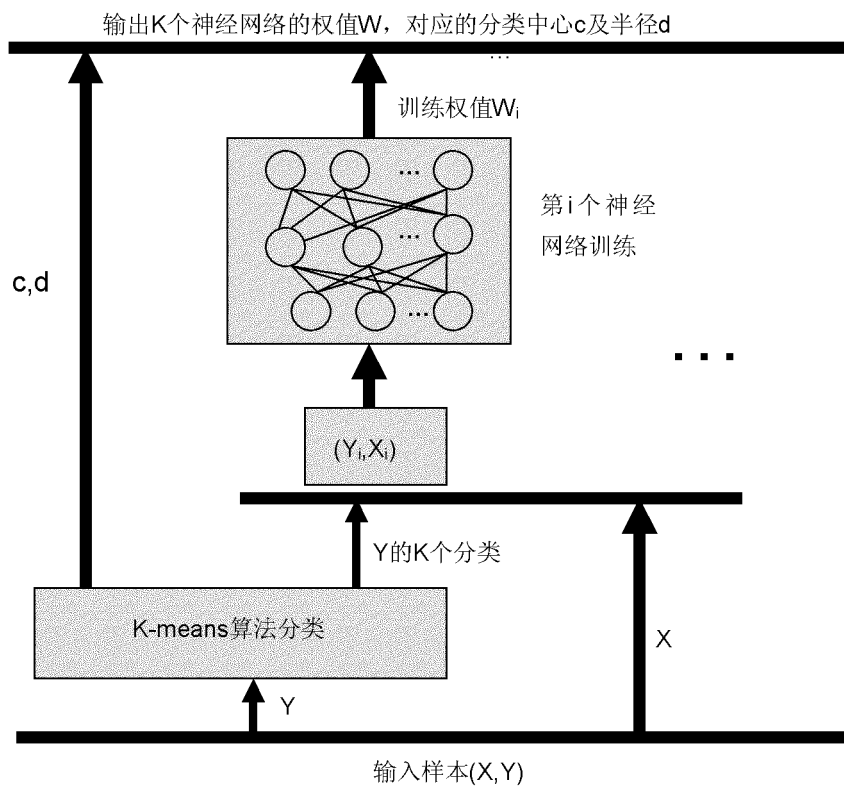 输出K个神经网络的权值W，对应的分类中心c及半径d
...
训练权值Wi
...
第i个神经
网络训练
...
c,d
...
...
(Yi,Xi)
Y的K个分类
K-means算法分类
X
Y
输入样本(X,Y)